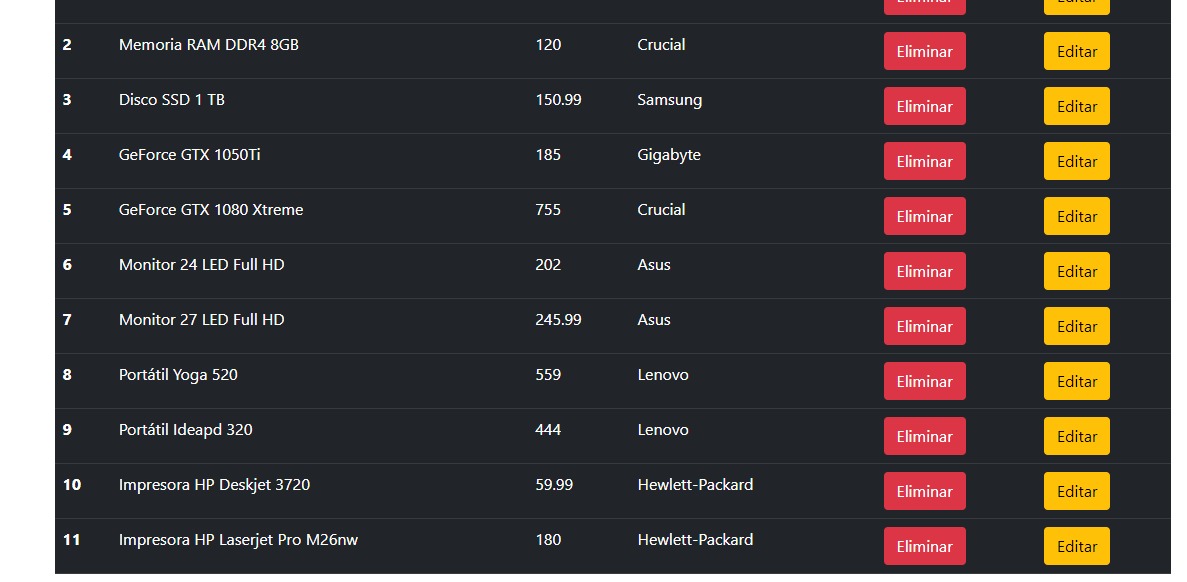 Eliminar Editar
2 Memoria RAM DDR4 8GB 120 Crucial Eliminar Editar
3 Disco SSD 1 TB 150.99 Samsung Eliminar Editar
4 GeForce GTX 1050Ti 185 Gigabyte Eliminar Editar
5 GeForce GTX 1080 Xtreme 755 Crucial Eliminar Editar
6 Monitor 24 LED Full HD 202 Asus Eliminar Editar
7 Monitor 27 LED Full HD 245.99 Asus Eliminar Editar
8 Portátil Yoga 520 559 Lenovo Eliminar Editar
9 Portátil Ideapd 320 444 Lenovo Eliminar Editar
10 Impresora HP Deskjet 3720 59.99 Hewlett-Packard Eliminar Editar
11 Impresora HP Laserjet Pro M26nw 180 Hewlett-Packard Eliminar Editar